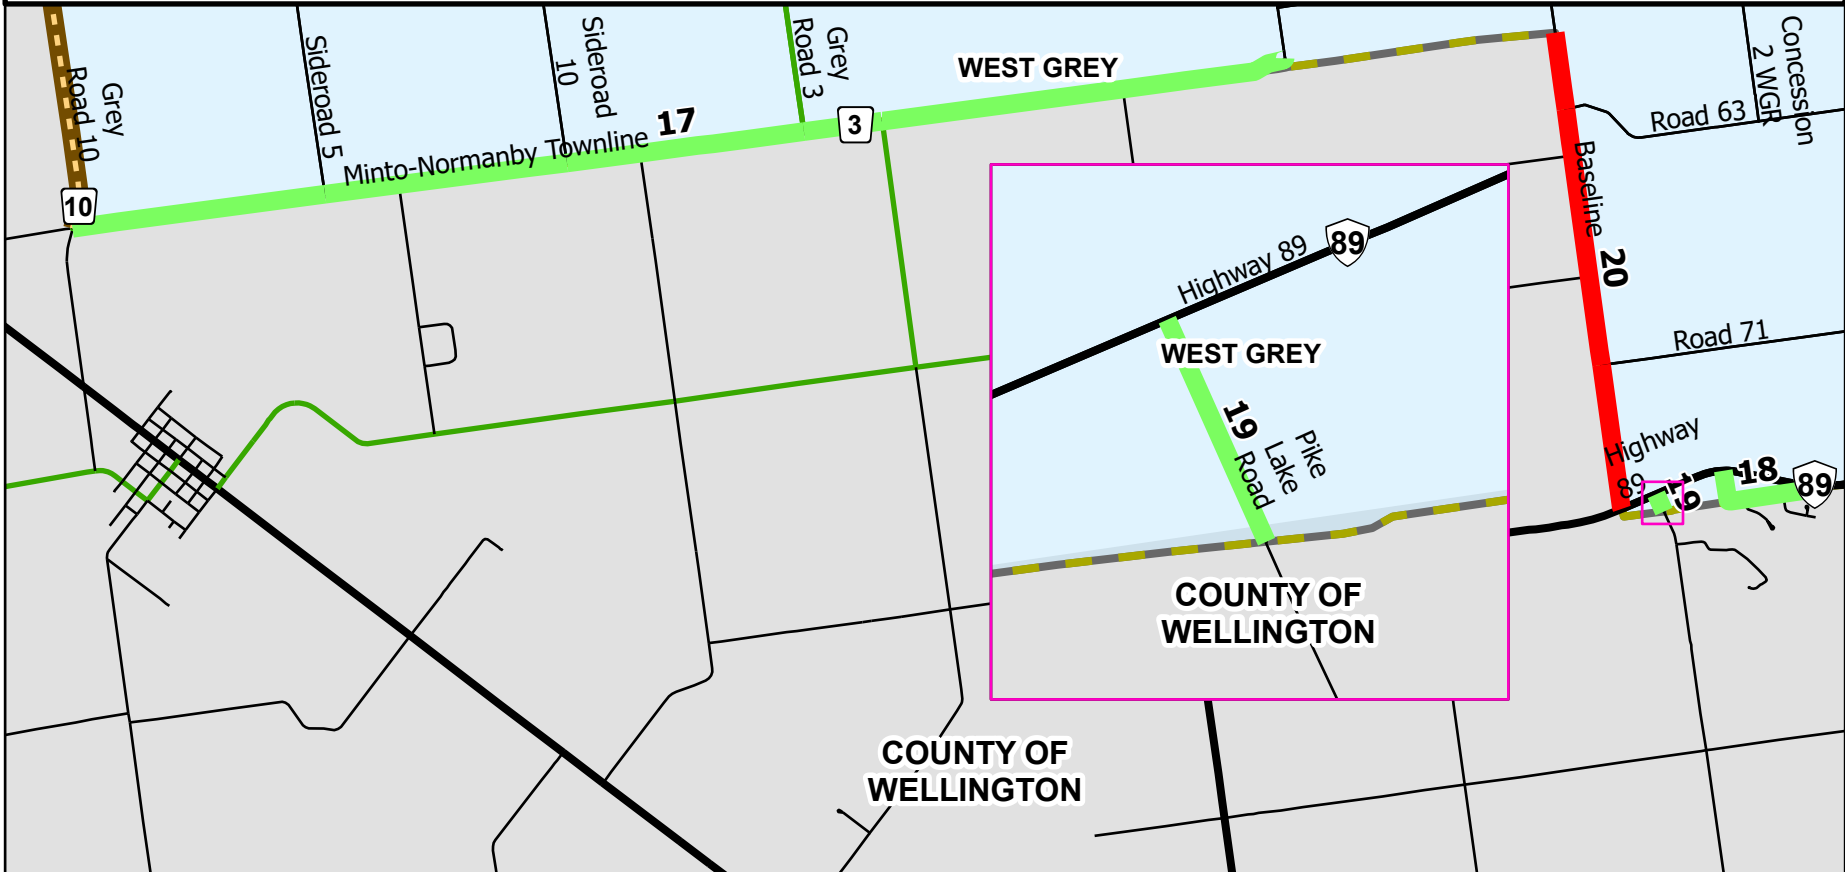 Grey
Road 10
10
Sideroad 5
Sideroad
10
Grey
Road 3
Minto-Normanby Townline
17
3
WEST GREY
Concession
2 WGR
Road 63
Baseline
20
Road 71
Highway 89
89
WEST GREY
19
Pike
Lake
Road
COUNTY OF
WELLINGTON
Highway
89
19
18
89
COUNTY OF
WELLINGTON